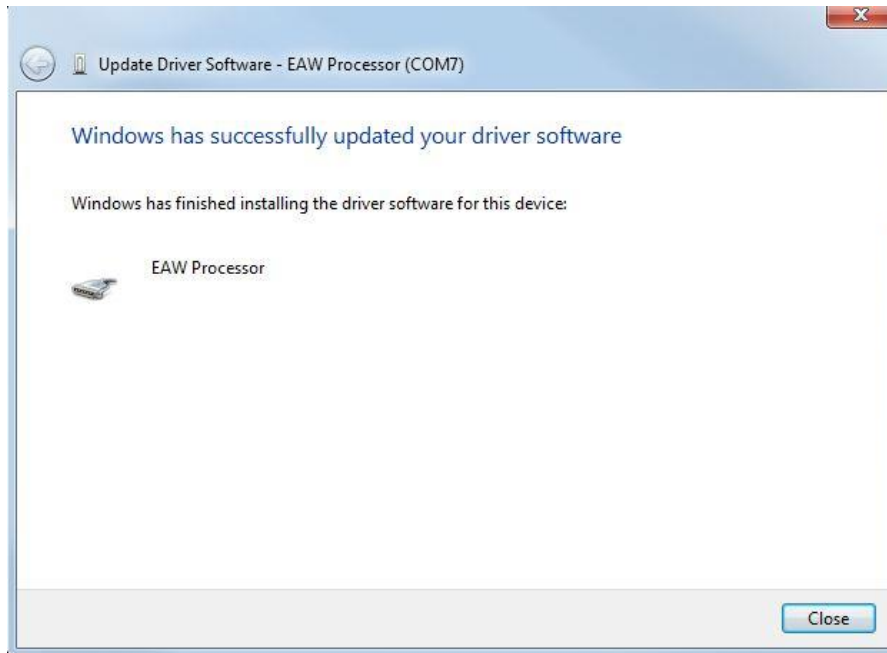 Update Driver Software - EAW Processor (COM7)
Windows has successfully updated your driver software
Windows has finished installing the driver software for this device:
EAW Processor
Close